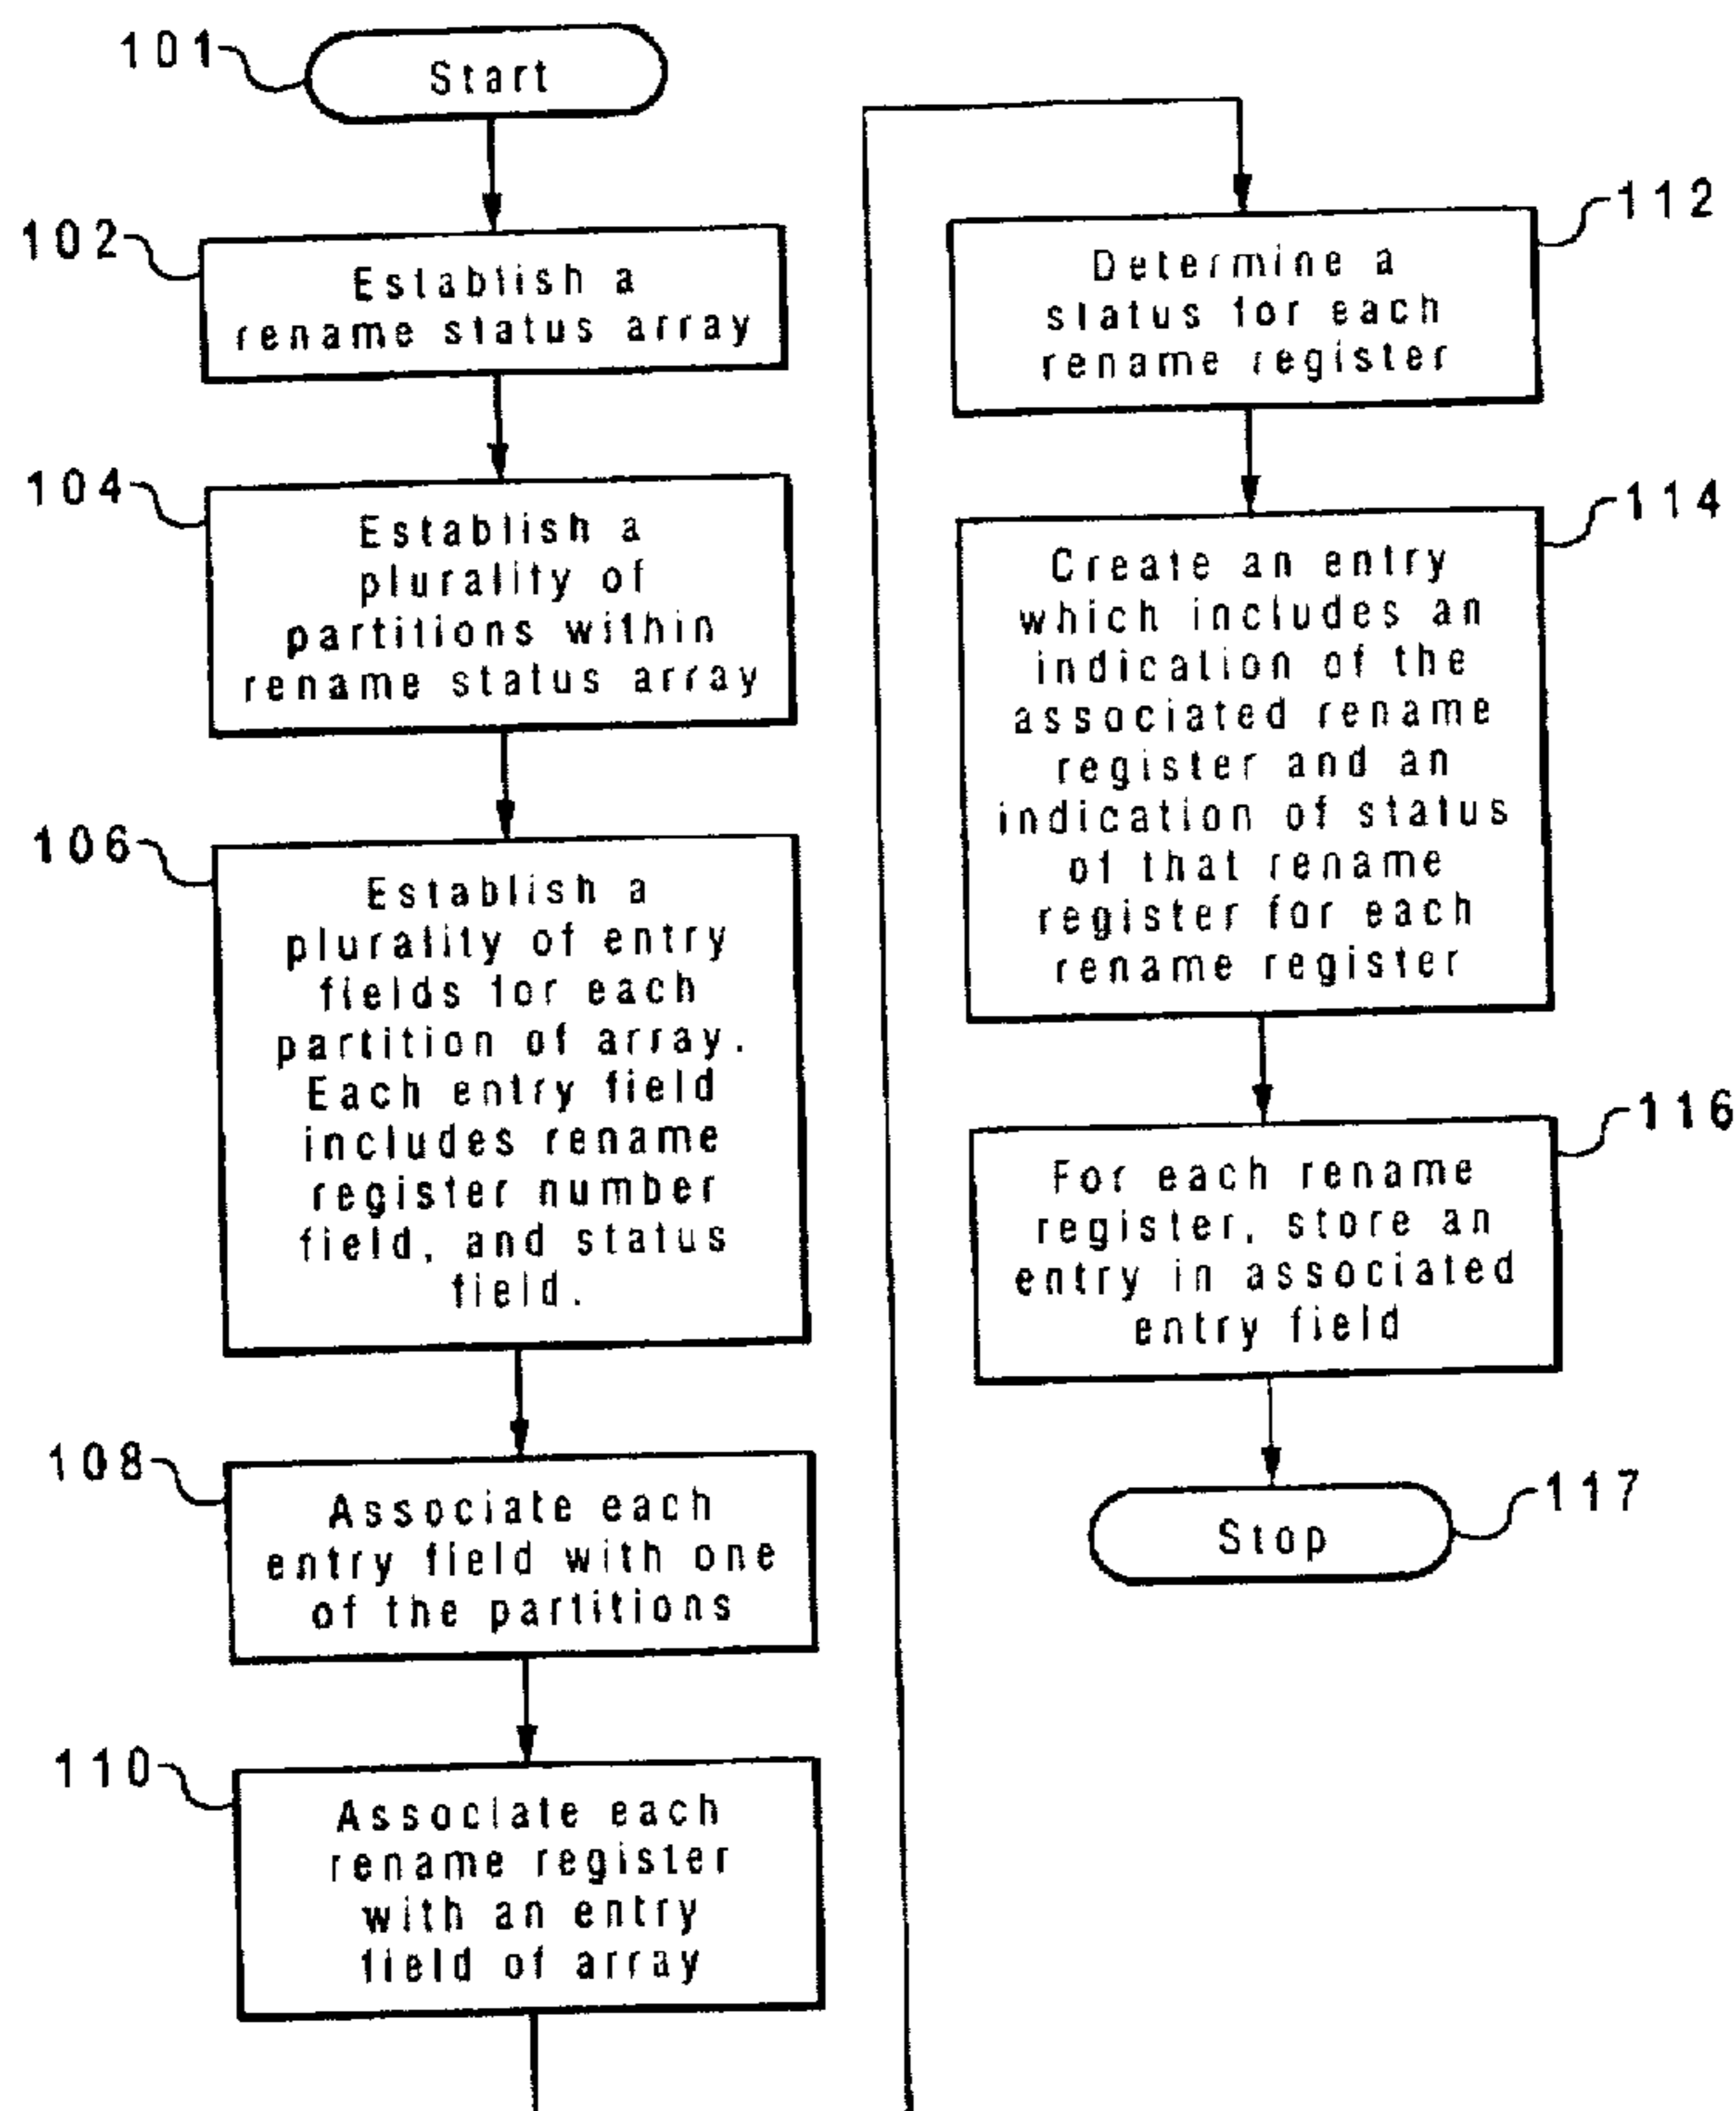 101
Start
102
Establish a
rename status array
104
Establish a
plurality of
partitions within
rename status array
106
Establish a
plurality of entry
fields for each
partition of array.
Each entry field
includes rename
register number
field, and status
field.
108
Associate each
entry field with one
of the partitions
110
Associate each
rename register
with an entry
field of array
112
Determine a
status for each
rename register
114
Create an entry
which includes an
indication of the
associated rename
register and an
indication of status
of that rename
register for each
rename register
116
For each rename
register, store an
entry in associated
entry field
117
Stop